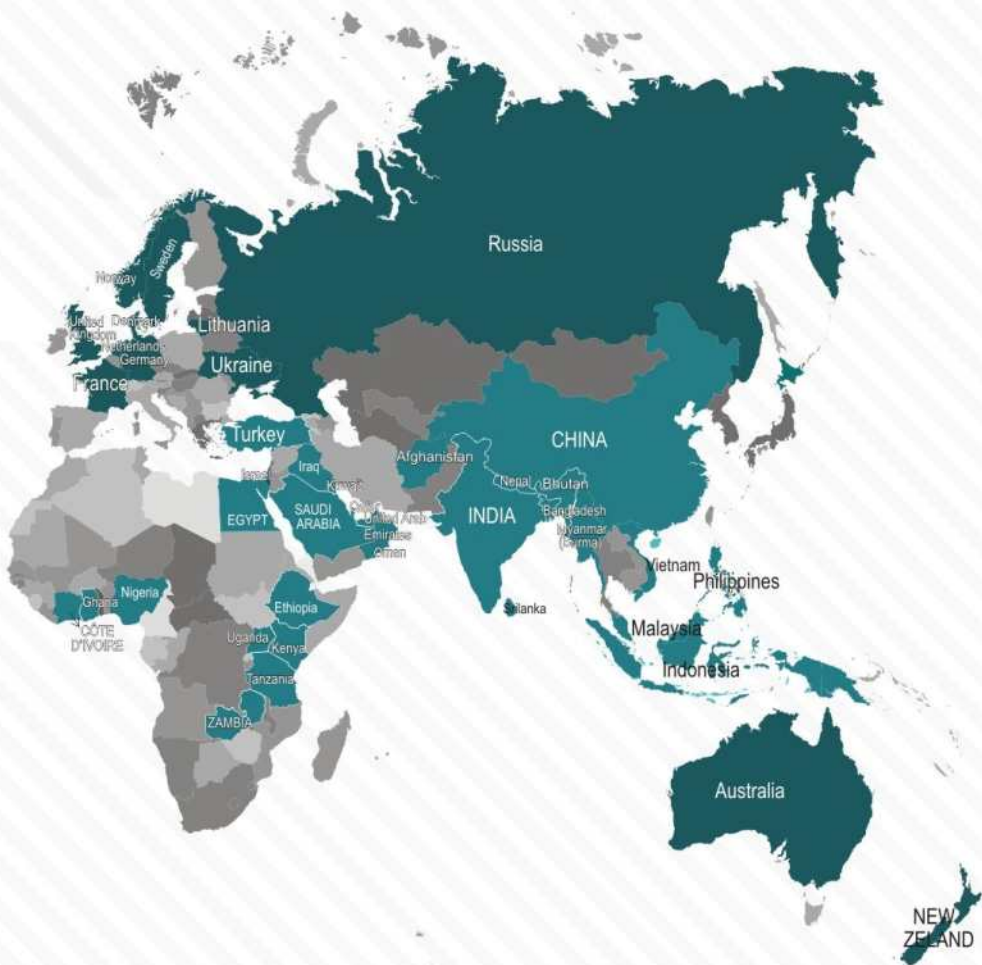 Russia
Sweden
Norway
United
Kingdom
Denmark
Lithuania
Netherlands
Germany
Ukraine
France
Turkey
CHINA
Afghanistan
Iraq
Israel
Kuwait
Nepal
Bhutan
SAUDI
ARABIA
EGYPT
Qatar
United Arab
Emirates
Oman
INDIA
Bangladesh
Myanmar
(Burma)
Vietnam
Philippines
Srilanka
Nigeria
Ghana
CÔTE
D'IVOIRE
Ethiopia
Uganda
Kenya
Malaysia
Indonesia
Tanzania
ZAMBIA
Australia
NEW
ZELAND